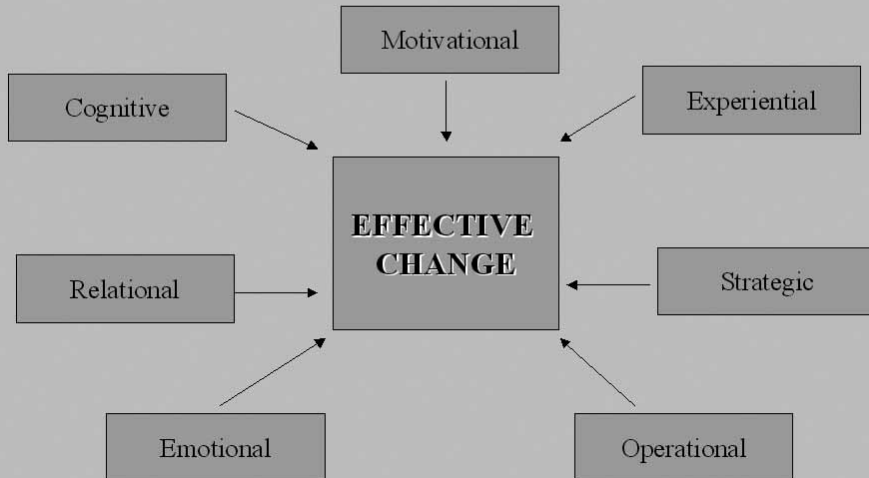 Motivational
Cognitive
Experiential
EFFECTIVE
CHANGE
Relational
Strategic
Emotional
Operational